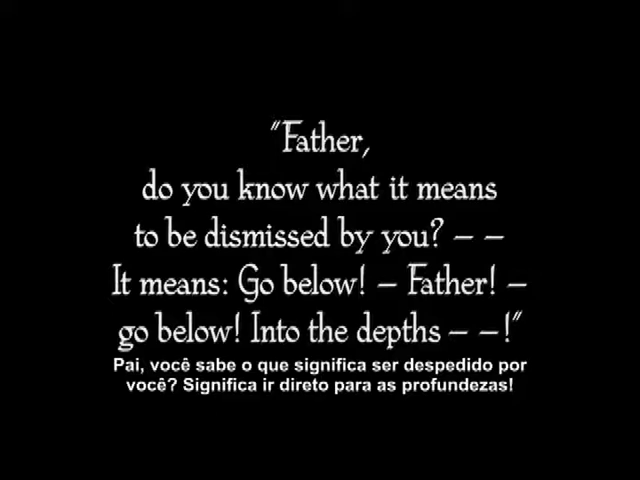 "Father,
do you know what it means
to be dismissed by you? – –
It means: Go below! – Father! –
go below! Into the depths – –!"
Pai, você sabe o que significa ser despedido por
você? Significa ir direto para as profundezas!